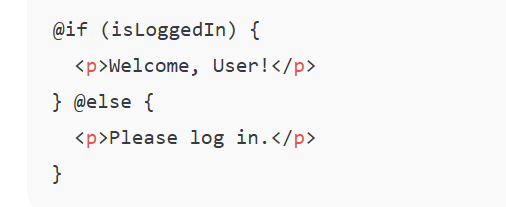 @if (isLoggedIn) {
  <p>Welcome, User!</p>
} @else {
  <p>Please log in.</p>
}